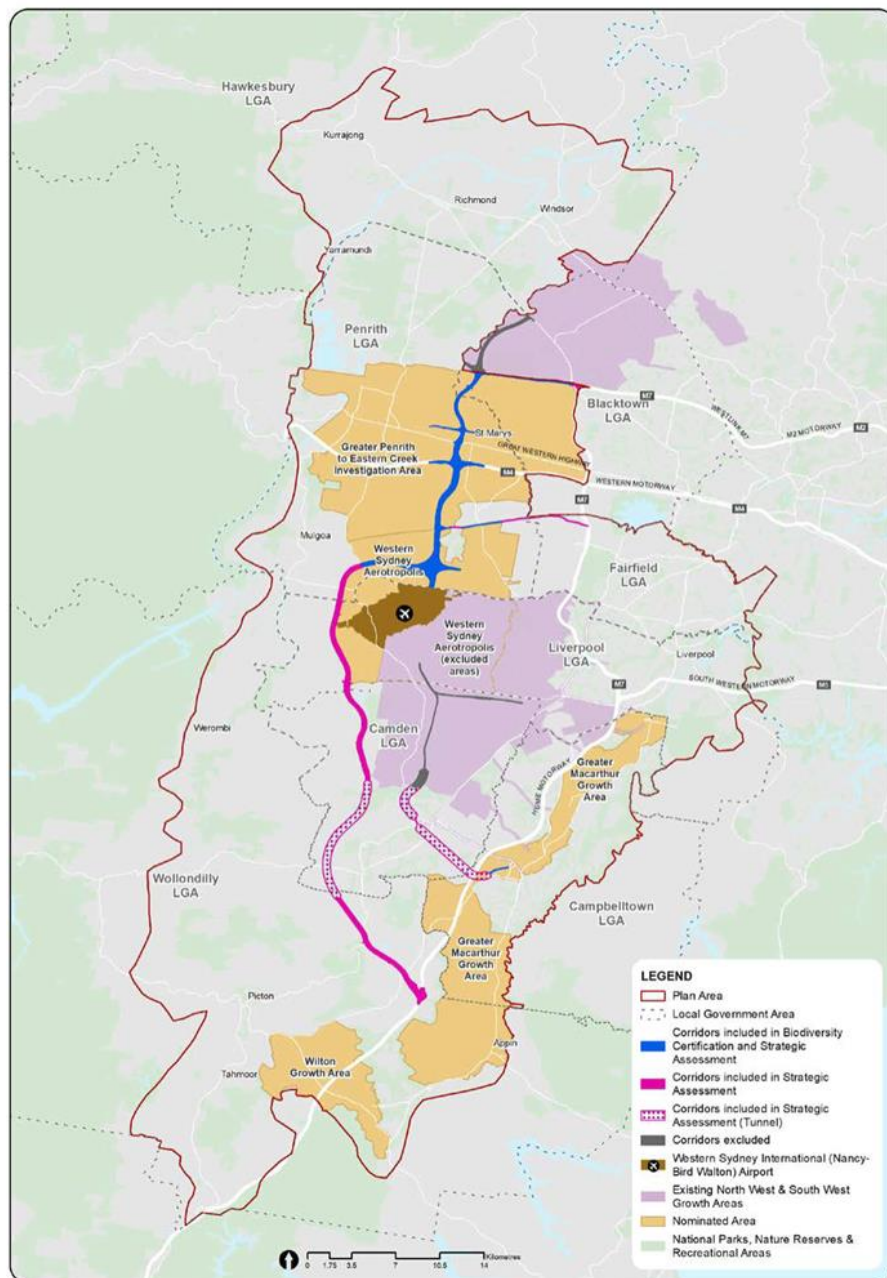 Hawkesbury
LGA
Kurrajong
Richmond
Windsor
Yarramundi
Penrith
LGA
Blacktown
LGA
M7
WESTLINK M7
M2 MOTORWAY
M2
St Marys
GREAT WESTERN HIGHWAY
Greater Penrith
to Eastern Creek
Investigation Area
M4
WESTERN MOTORWAY
M7
M4
Mulgoa
Western
Sydney
Aerotropolis
Fairfield
LGA
Western
Sydney
Aerotropolis
(excluded
areas)
Liverpool
LGA
Liverpool
M7
SOUTH WESTERN MOTORWAY
M5
Werombi
Camden
LGA
HUME MOTORWAY
Greater
Macarthur
Growth
Area
Wollondilly
LGA
Campbelltown
LGA
Greater
Macarthur
Growth
Area
Picton
Appin
Wilton
Growth Area
Tahmoor
LEGEND
Plan Area
Local Government Area
Corridors included in Biodiversity
Certification and Strategic
Assessment
Corridors included in Strategic
Assessment
Corridors included in Strategic
Assessment (Tunnel)
Corridors excluded
Western Sydney International (Nancy-
Bird Walton) Airport
Existing North West & South West
Growth Areas
Nominated Area
National Parks, Nature Reserves &
Recreational Areas
Kilometres
0 1.75 3.5 7 10.5 14